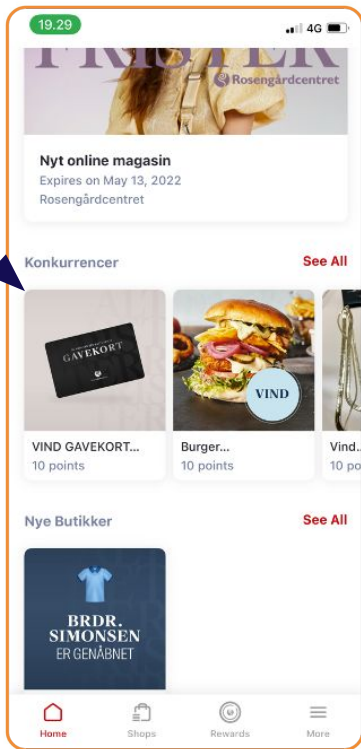 19.29
4G
FRISTER
Rosengårdcentret
Nyt online magasin
Expires on May 13, 2022
Rosengårdcentret
Konkurrencer
See All
GAVEKORT
VIND
VIND GAVEKORT...
Burger...
Vind..
10 points
10 points
10 po
Nye Butikker
See All
BRDR.
SIMONSEN
ER GENÅBNET
Home
Shops
Rewards
More